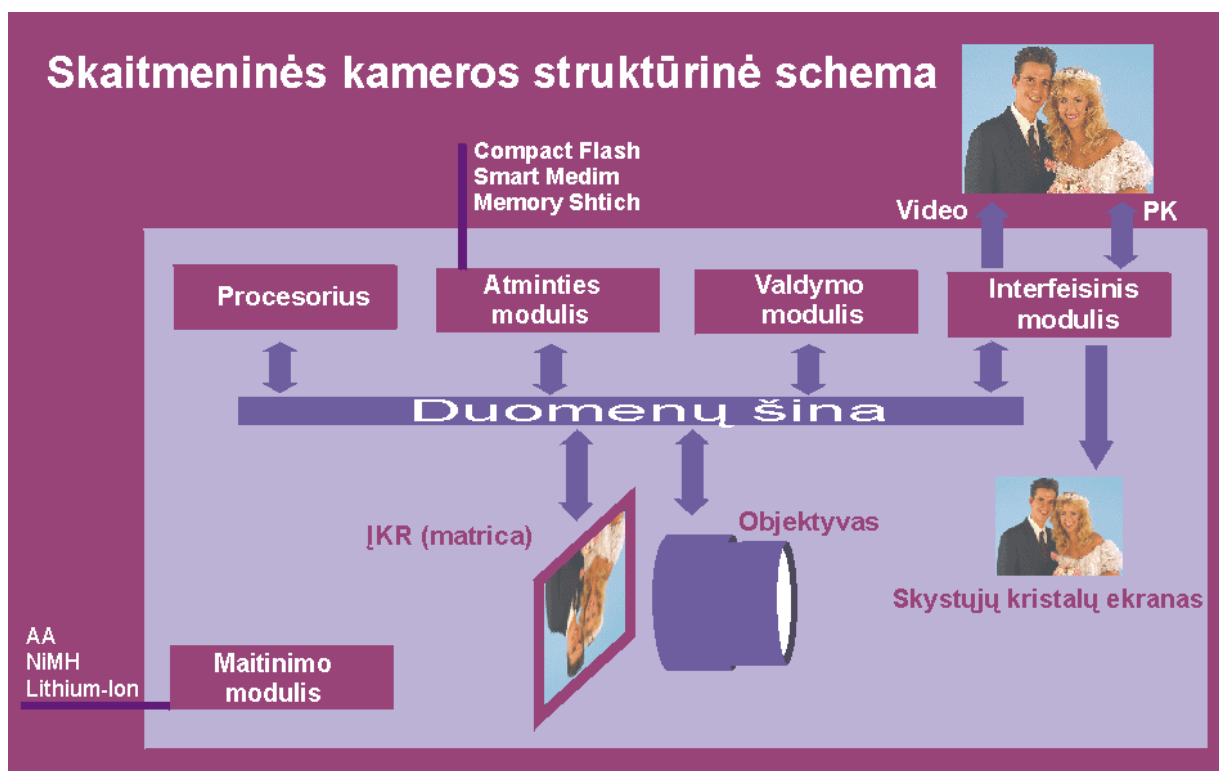 Skaitmeninės kameros struktūrinė schema
Compact Flash
Smart Medim
Memory Shtich
Video
PK
Procesorius
Atminties
modulis
Valdymo
modulis
Interfeisinis
modulis
Duomenų šina
ĮKR (matrica)
Objektyvas
Skystųjų kristalų ekranas
AA
NiMH
Lithium-Ion
Maitinimo
modulis